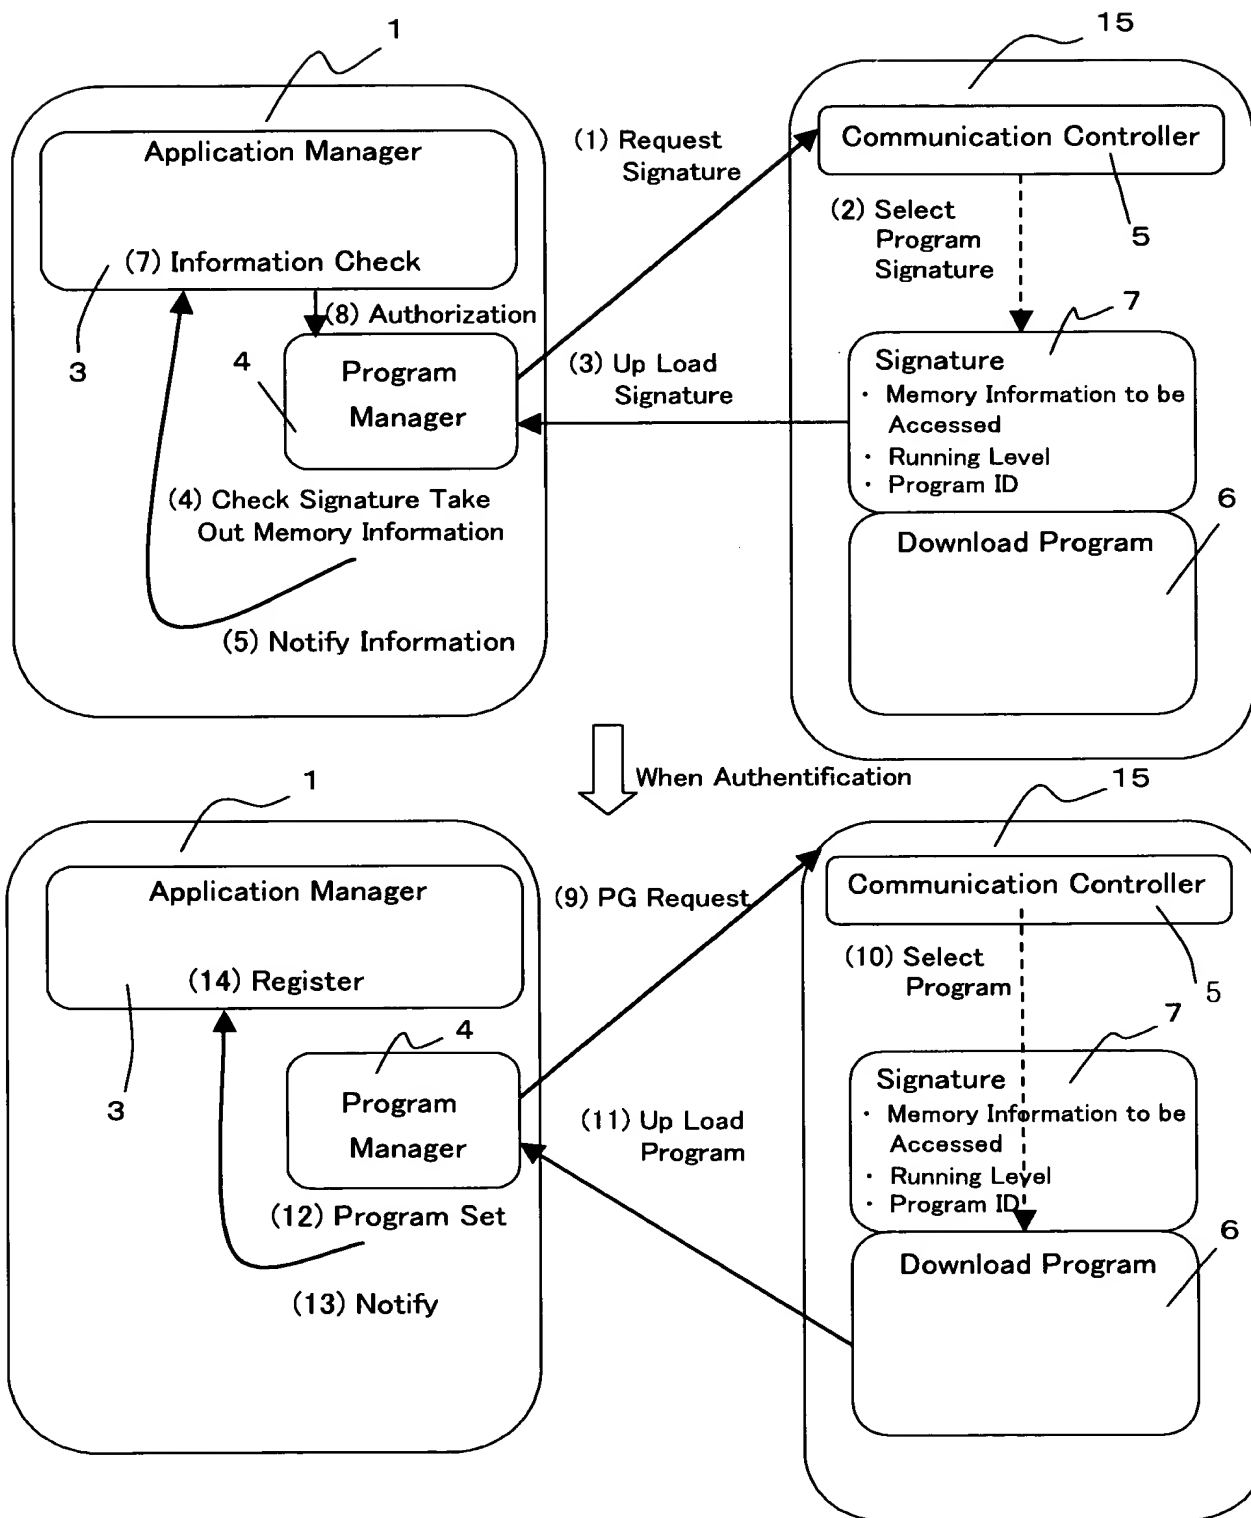 1
15
Application Manager
(7) Information Check
3
(8) Authorization
4
Program
Manager
(4) Check Signature Take
Out Memory Information
(5) Notify Information
(1) Request
Signature
(3) Up Load
Signature
Communication Controller
5
(2) Select
Program
Signature
7
Signature
· Memory Information to be
Accessed
· Running Level
· Program ID
6
Download Program
When Authentification
1
15
Application Manager
(14) Register
3
4
Program
Manager
(12) Program Set
(13) Notify
(9) PG Request
(11) Up Load
Program
Communication Controller
5
(10) Select
Program
7
Signature
· Memory Information to be
Accessed
· Running Level
· Program ID
6
Download Program